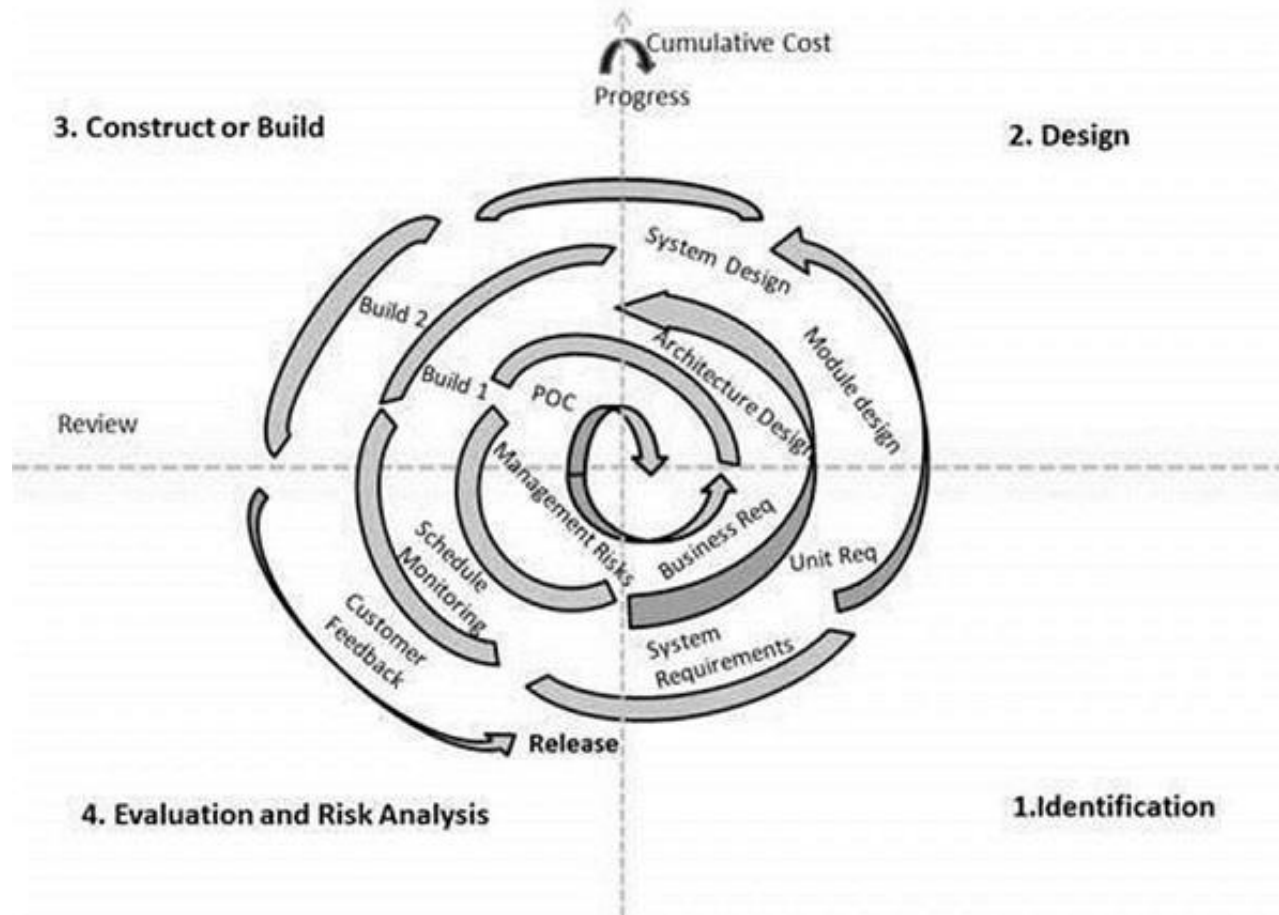 Cumulative Cost
Progress
3. Construct or Build
2. Design
System Design
Build 2
Module design
Architecture Design
Build 1
POC
Review
Management Risks
Business Req
Unit Req
Schedule
Monitoring
Customer
Feedback
System
Requirements
Release
4. Evaluation and Risk Analysis
1.Identification